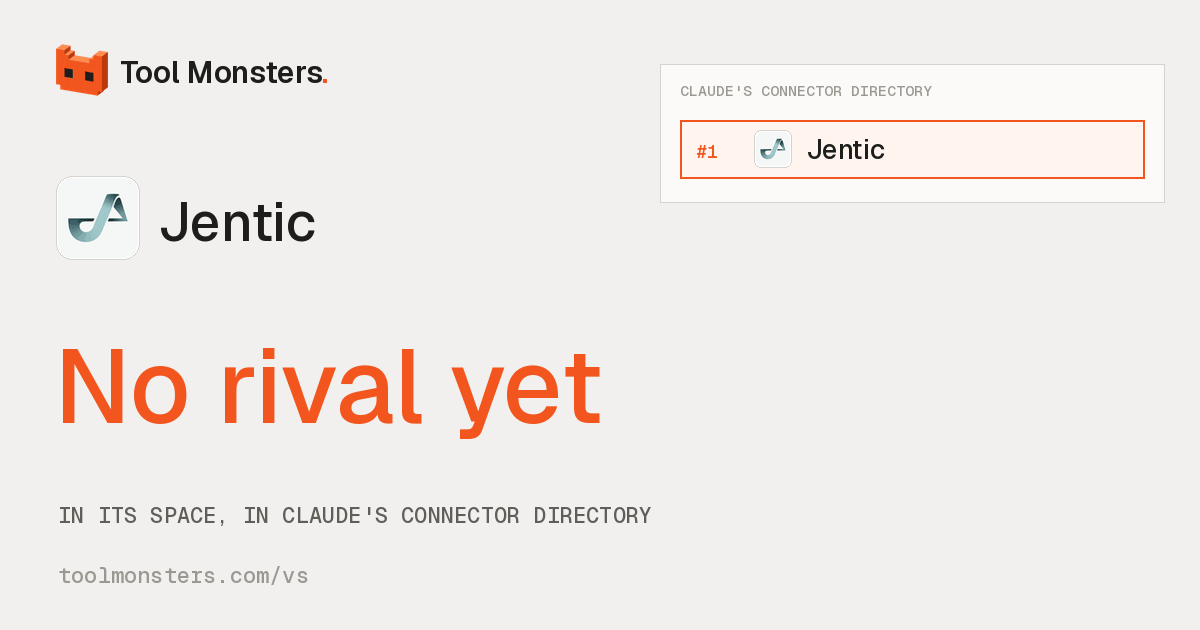 Tool Monsters.
CLAUDE'S CONNECTOR DIRECTORY
#1 Jentic
Jentic
No rival yet
IN ITS SPACE, IN CLAUDE'S CONNECTOR DIRECTORY
toolmonsters.com/vs